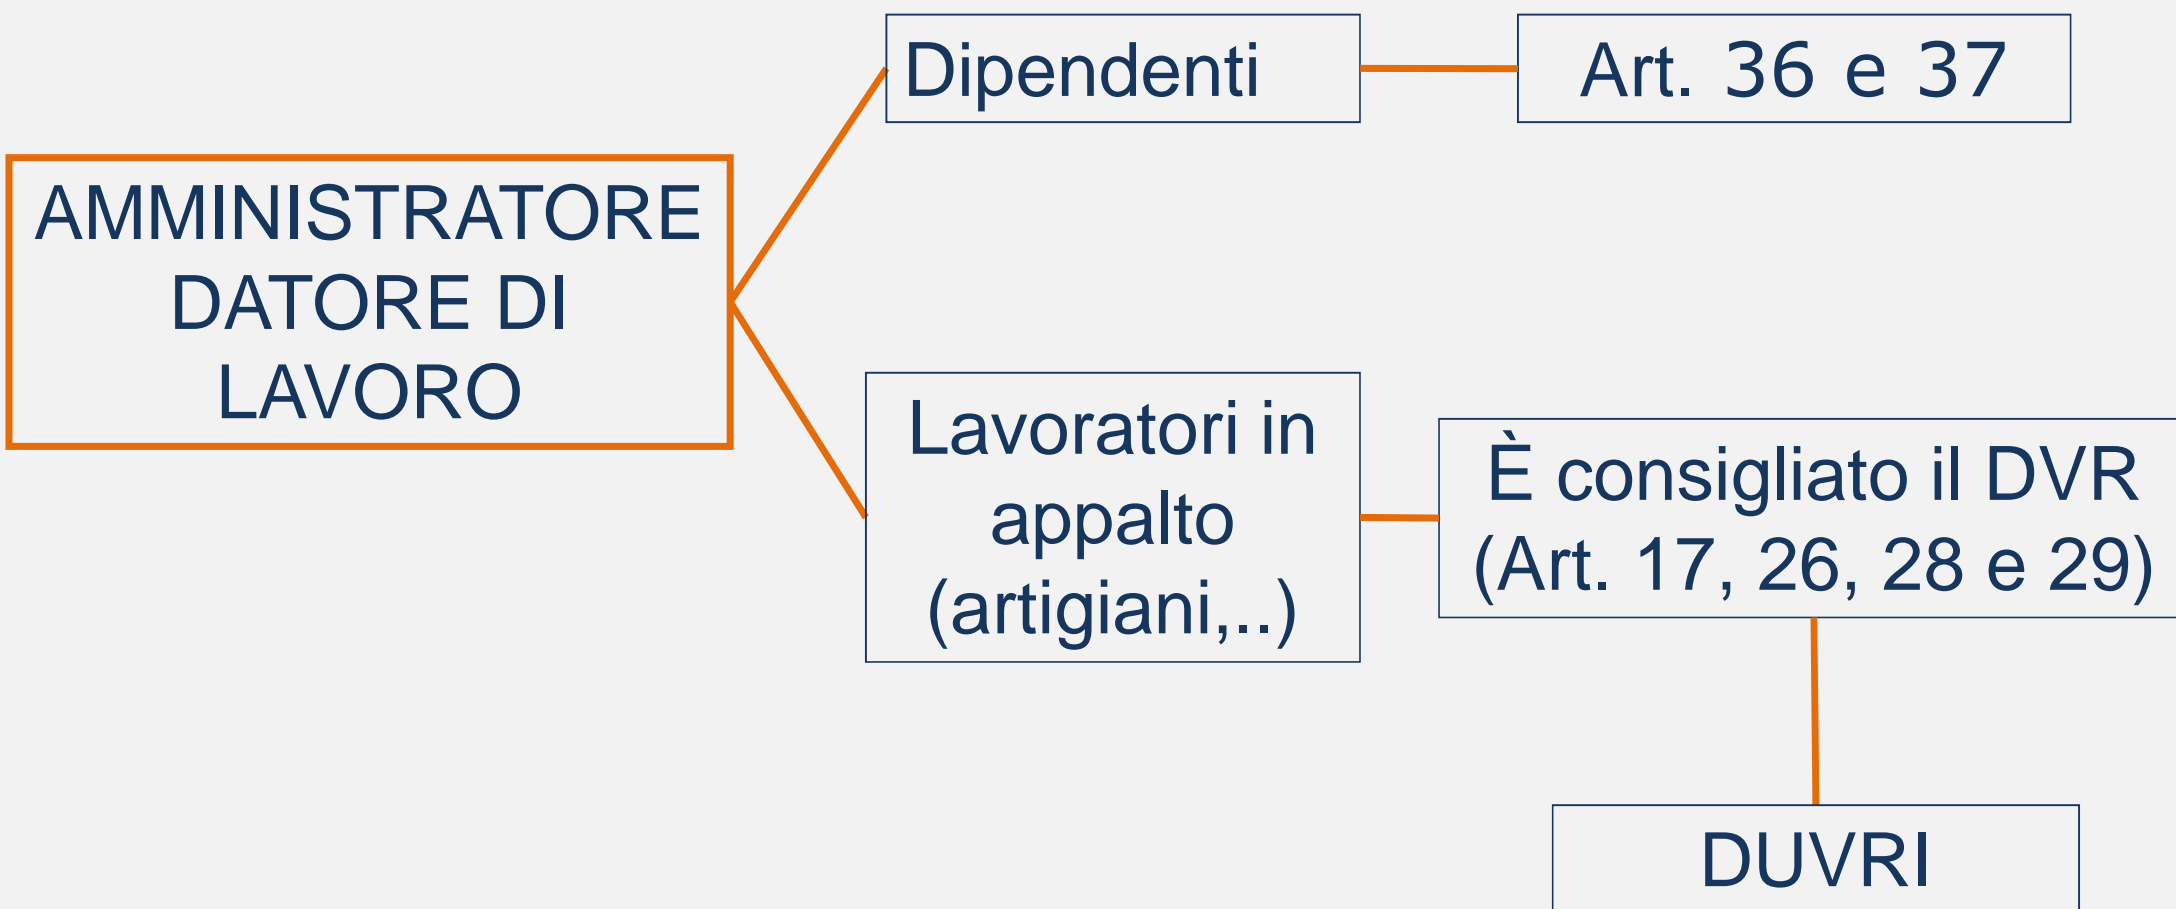 Dipendenti
Art. 36 e 37
AMMINISTRATORE
DATORE DI
LAVORO
Lavoratori in
appalto
(artigiani,..)
È consigliato il DVR
(Art. 17, 26, 28 e 29)
DUVRI